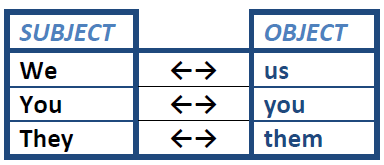 SUBJECT OBJECT
We ←→ us
You ←→ you
They ←→ them